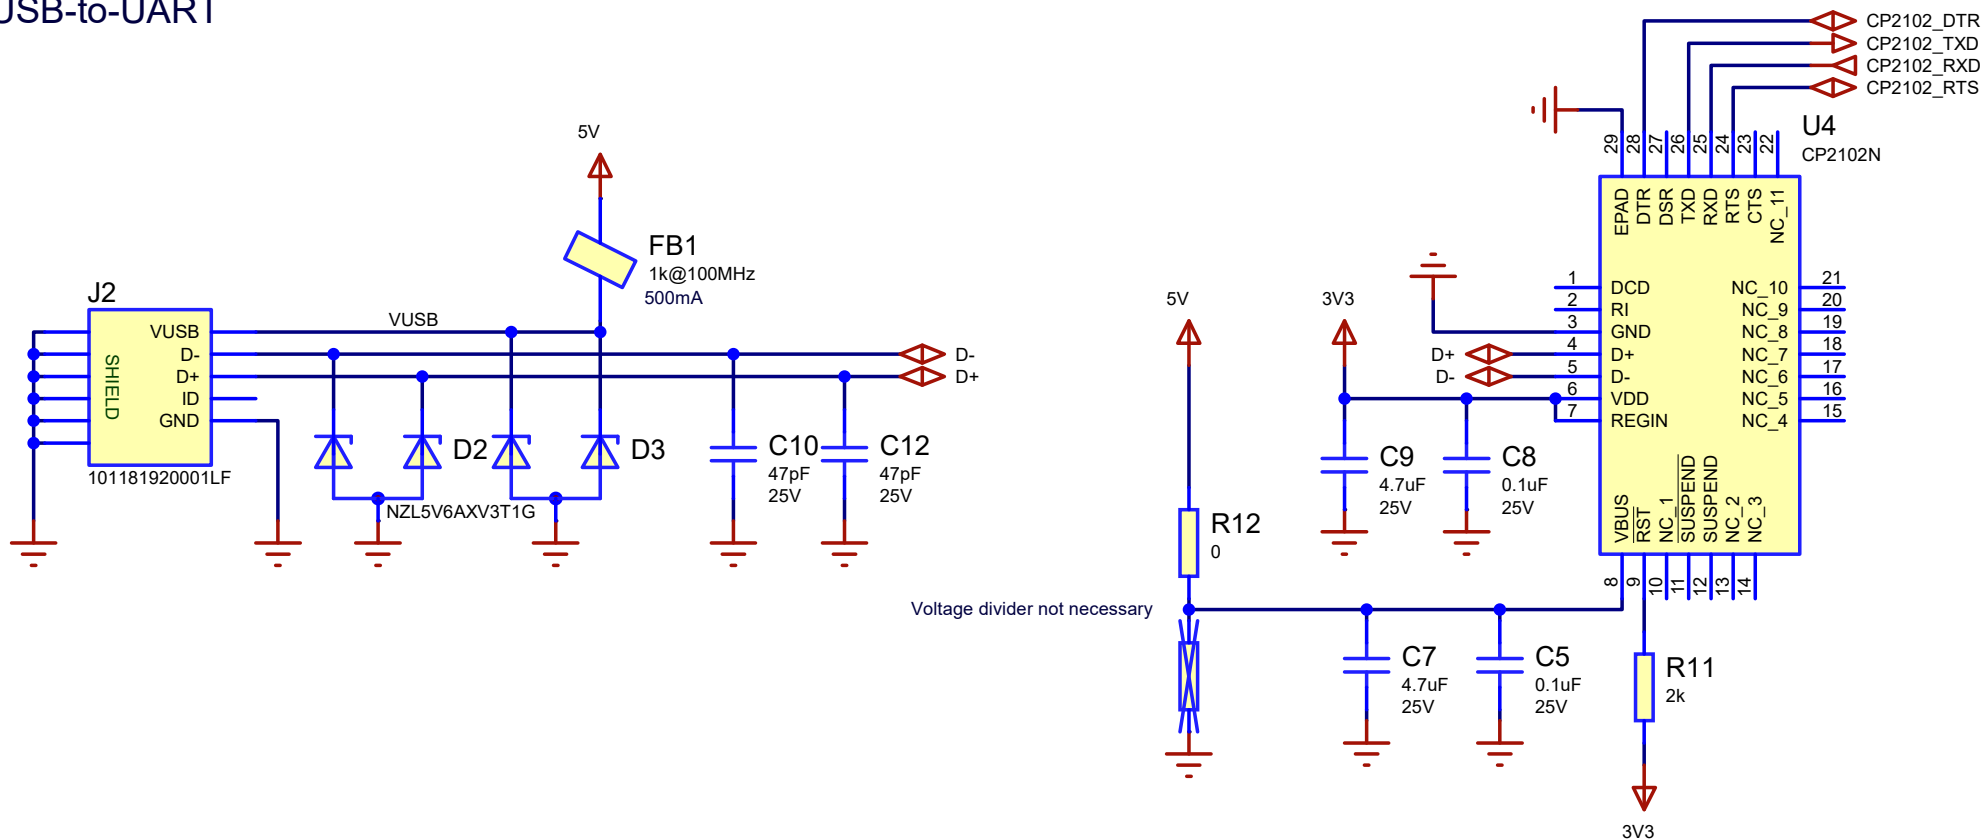 USB-to-UART
5V
FB1
1k@100MHz
500mA
J2
VUSB
D-
D+
ID
GND
SHIELD
101181920001LF
VUSB
D-
D+
D2
D3
NZL5V6AXV3T1G
C10
47pF
25V
C12
47pF
25V
CP2102_DTR
CP2102_TXD
CP2102_RXD
CP2102_RTS
U4
CP2102N
29
28
27
26
25
24
23
22
EPAD
DTR
DSR
TXD
RXD
RTS
CTS
NC_11
1
2
3
4
5
6
7
DCD
RI
GND
D+
D-
VDD
REGIN
NC_10
NC_9
NC_8
NC_7
NC_6
NC_5
NC_4
21
20
19
18
17
16
15
D+
D-
VBUS
RST
NC_1
SUSPEND
SUSPEND
NC_2
NC_3
8
9
10
11
12
13
14
5V
3V3
C9
4.7uF
25V
C8
0.1uF
25V
R12
0
Voltage divider not necessary
C7
4.7uF
25V
C5
0.1uF
25V
R11
2k
3V3